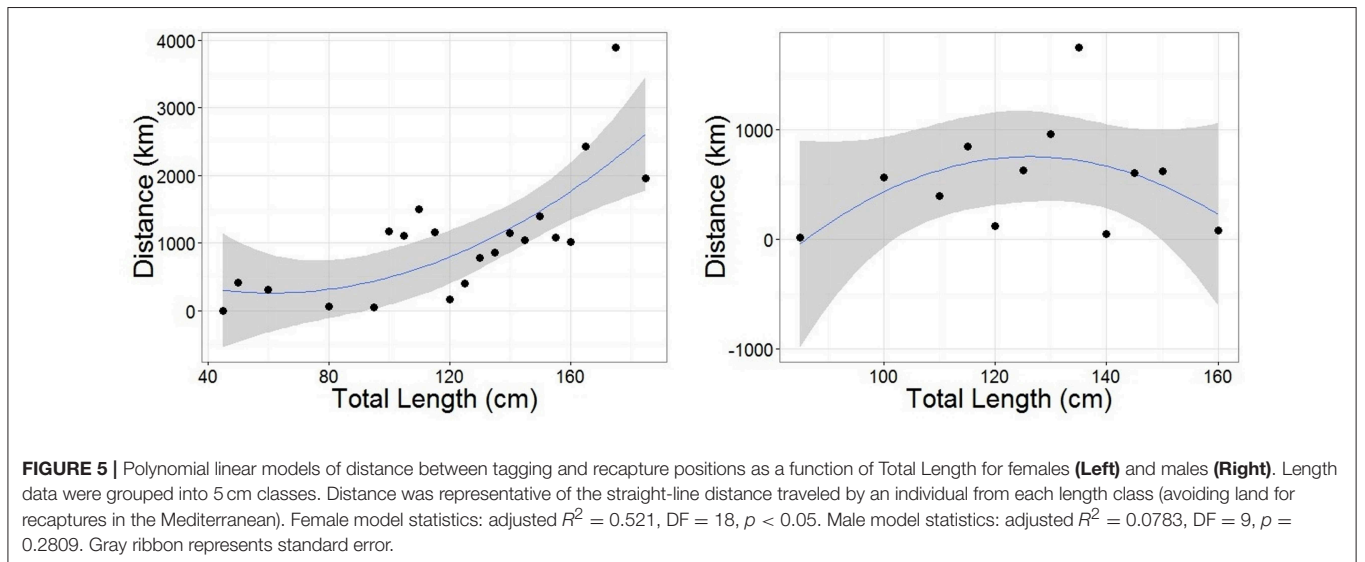 4000
3000
2000
1000
0
Distance (km)
40
80
120
160
Total Length (cm)
1000
0
-1000
Distance (km)
100
120
140
160
Total Length (cm)
FIGURE 5 | Polynomial linear models of distance between tagging and recapture positions as a function of Total Length for females (Left) and males (Right). Length
data were grouped into 5 cm classes. Distance was representative of the straight-line distance traveled by an individual from each length class (avoiding land for
recaptures in the Mediterranean). Female model statistics: adjusted R² = 0.521, DF = 18, p < 0.05. Male model statistics: adjusted R² = 0.0783, DF = 9, p =
0.2809. Gray ribbon represents standard error.